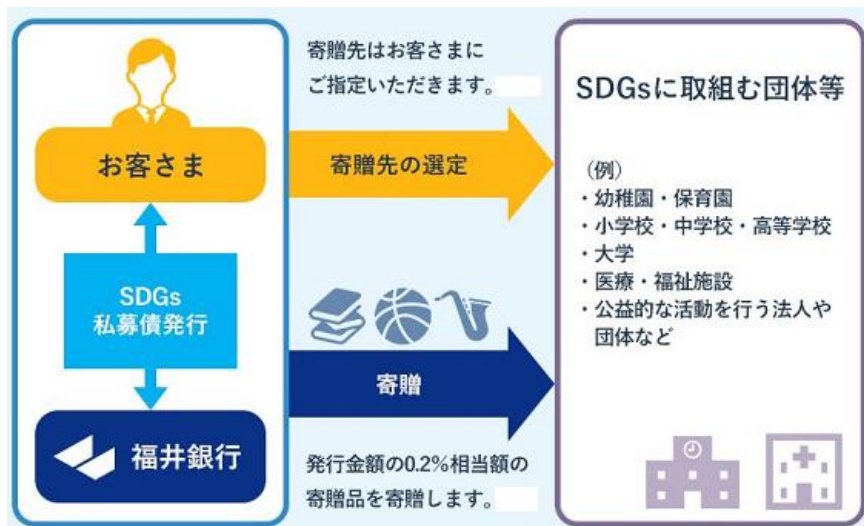 お客さま
SDGs
私募債発行
福井銀行
寄贈先はお客さまに
ご指定いただきます。
寄贈先の選定
寄贈
発行金額の0.2%相当額の
寄贈品を寄贈します。
SDGsに取組む団体等
（例）
・幼稚園・保育園
・小学校・中学校・高等学校
・大学
・医療・福祉施設
・公益的な活動を行う法人や
団体など